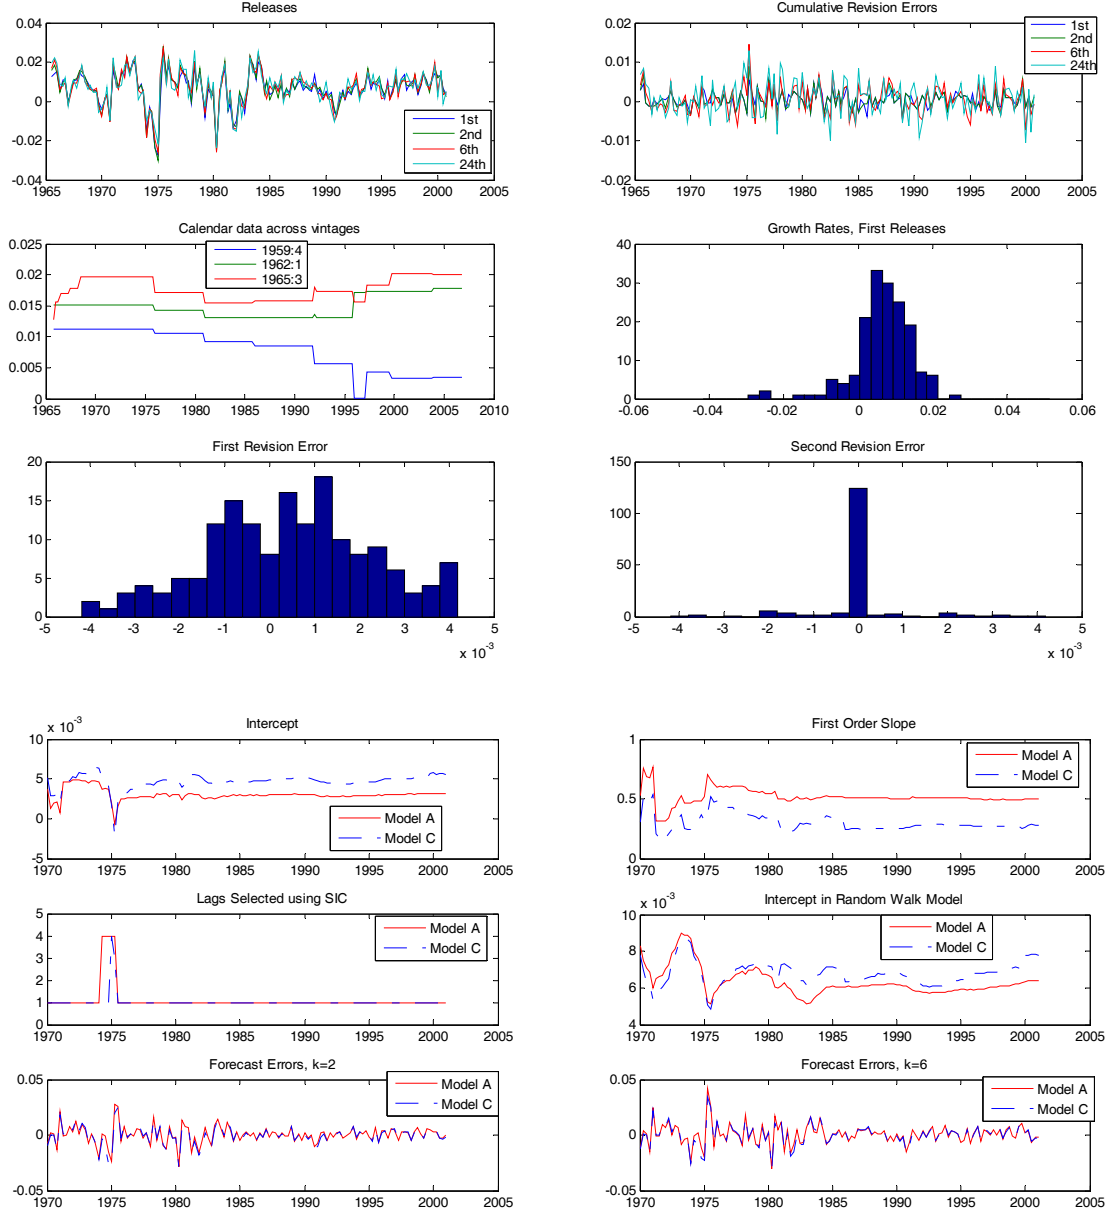 Releases
0.04
0.02
0
-0.02
-0.04
1965 1970 1975 1980 1985 1990 1995 2000 2005
1st
2nd
6th
24th
Cumulative Revision Errors
0.02
0.01
0
-0.01
-0.02
1965 1970 1975 1980 1985 1990 1995 2000 2005
1st
2nd
6th
24th
Calendar data across vintages
0.025
0.02
0.015
0.01
0.005
0
1965 1970 1975 1980 1985 1990 1995 2000 2005 2010
1959:4
1962:1
1965:3
Growth Rates, First Releases
40
30
20
10
0
-0.06 -0.04 -0.02 0 0.02 0.04 0.06
First Revision Error
20
15
10
5
0
-5 -4 -3 -2 -1 0 1 2 3 4 5
x 10^-3
Second Revision Error
150
100
50
0
-5 -4 -3 -2 -1 0 1 2 3 4 5
x 10^-3
Intercept
x 10^-3
10
5
0
-5
1970 1975 1980 1985 1990 1995 2000 2005
Model A
Model C
First Order Slope
1
0.5
0
1970 1975 1980 1985 1990 1995 2000 2005
Model A
Model C
Lags Selected using SIC
5
4
3
2
1
0
1970 1975 1980 1985 1990 1995 2000 2005
Model A
Model C
Intercept in Random Walk Model
x 10^-3
10
8
6
4
1970 1975 1980 1985 1990 1995 2000 2005
Model A
Model C
Forecast Errors, k=2
0.05
0
-0.05
1970 1975 1980 1985 1990 1995 2000 2005
Model A
Model C
Forecast Errors, k=6
0.05
0
-0.05
1970 1975 1980 1985 1990 1995 2000 2005
Model A
Model C